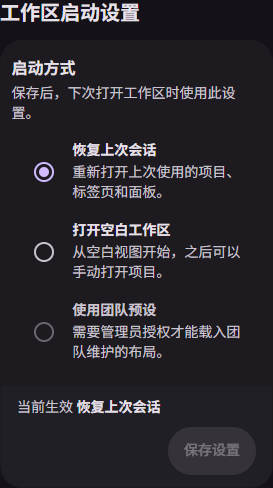 工作区启动设置
启动方式
保存后，下次打开工作区时使用此设
置。
恢复上次会话
重新打开上次使用的项目、
标签页和面板。
打开空白工作区
从空白视图开始，之后可以
手动打开项目。
使用团队预设
需要管理员授权才能载入团
队维护的布局。
当前生效 恢复上次会话
保存设置